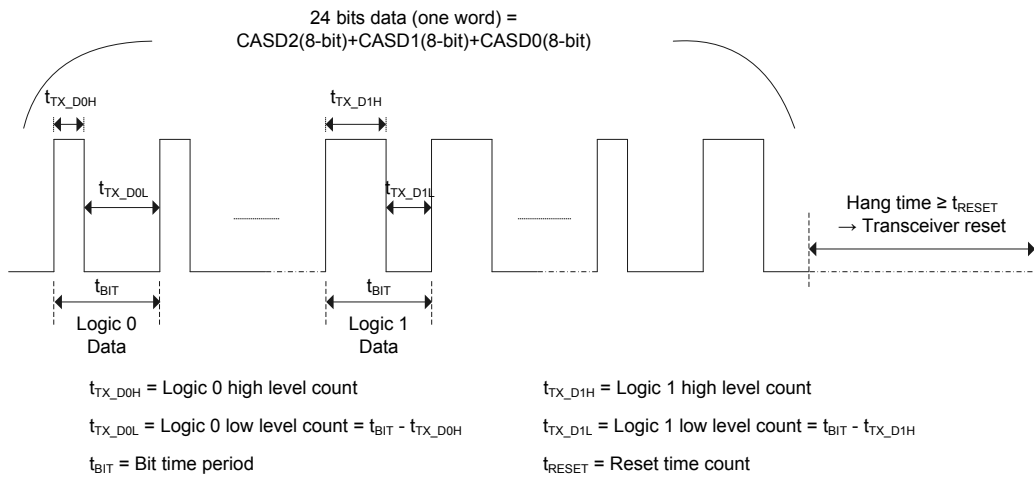 24 bits data (one word) =
CASD2(8-bit)+CASD1(8-bit)+CASD0(8-bit)
tTX_D0H
tTX_D1H
tTX_D0L
tTX_D1L
Hang time ≥ tRESET
→ Transceiver reset
tBIT
tBIT
Logic 0
Data
Logic 1
Data
tTX_D0H = Logic 0 high level count
tTX_D1H = Logic 1 high level count
tTX_D0L = Logic 0 low level count = tBIT - tTX_D0H
tTX_D1L = Logic 1 low level count = tBIT - tTX_D1H
tBIT = Bit time period
tRESET = Reset time count